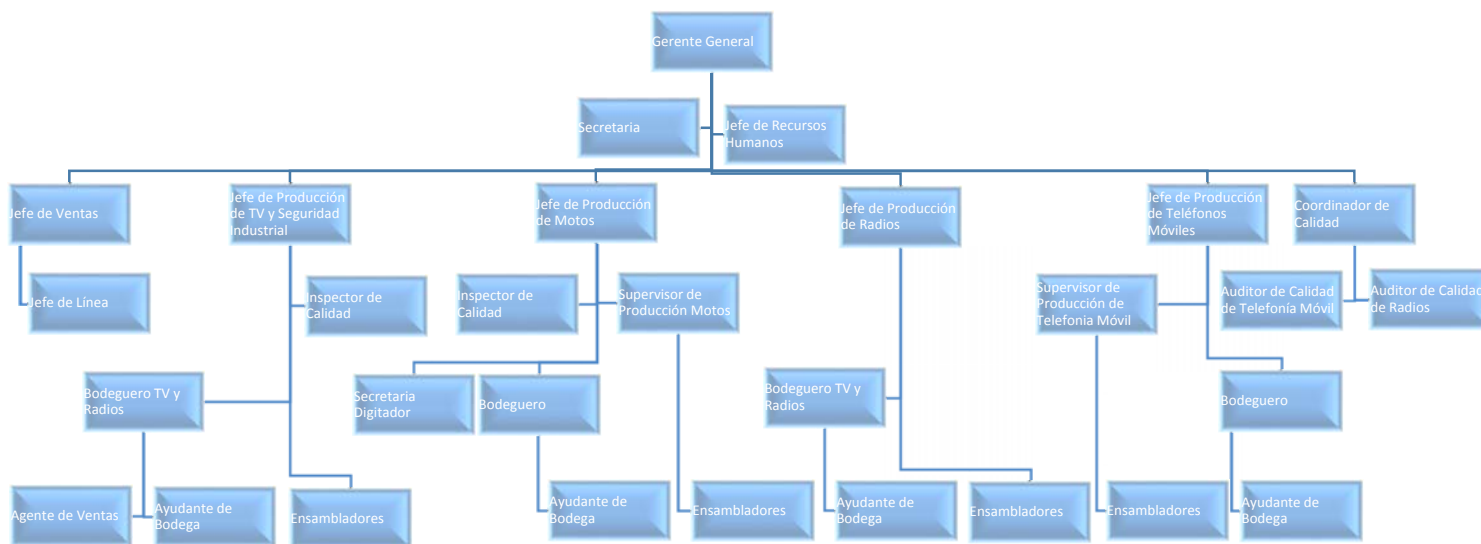 Gerente General
Secretaria
Jefe de Recursos
Humanos
Jefe de Ventas
Jefe de Producción
de TV y Seguridad
Industrial
Jefe de Producción
de Motos
Jefe de Producción
de Radios
Jefe de Producción
de Teléfonos
Móviles
Coordinador de
Calidad
Jefe de Línea
Inspector de
Calidad
Inspector de
Calidad
Supervisor de
Producción Motos
Supervisor de
Producción de
Telefonia Móvil
Auditor de Calidad
de Telefonía Móvil
Auditor de Calidad
de Radios
Bodeguero TV y
Radios
Secretaria
Digitador
Bodeguero
Bodeguero TV y
Radios
Bodeguero
Agente de Ventas
Ayudante de
Bodega
Ensambladores
Ayudante de
Bodega
Ensambladores
Ayudante de
Bodega
Ensambladores
Ensambladores
Ayudante de
Bodega